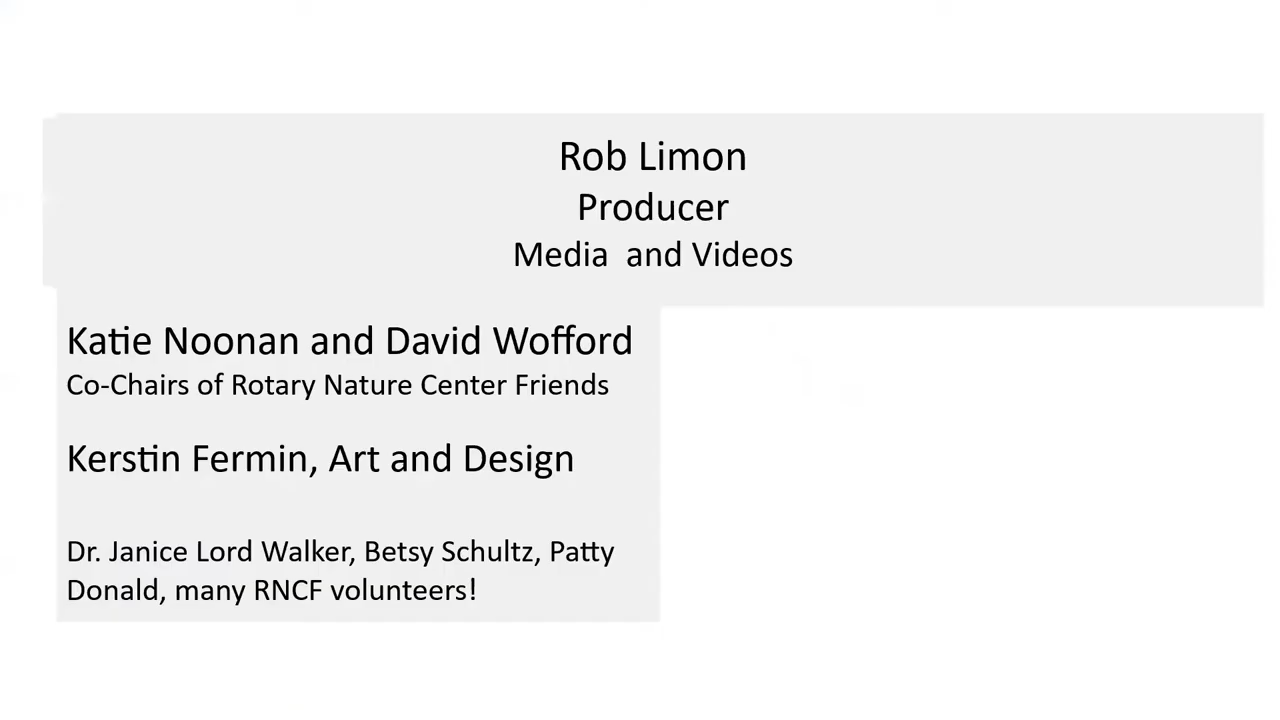 Rob Limon
Producer
Media and Videos
Katie Noonan and David Wofford
Co-Chairs of Rotary Nature Center Friends
Kerstin Fermin, Art and Design
Dr. Janice Lord Walker, Betsy Schultz, Patty
Donald, many RNCF volunteers!